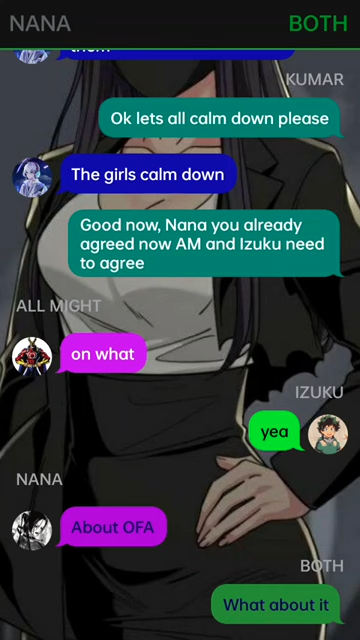 NANA
BOTH
KUMAR
Ok lets all calm down please
The girls calm down
Good now, Nana you already
agreed now AM and Izuku need
to agree
ALL MIGHT
on what
IZUKU
yea
NANA
About OFA
BOTH
What about it